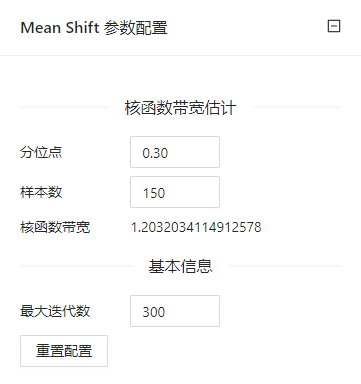 Mean Shift 参数配置
核函数带宽估计
分位点 0.30
样本数 150
核函数带宽 1.2032034114912578
基本信息
最大迭代数 300
重置配置